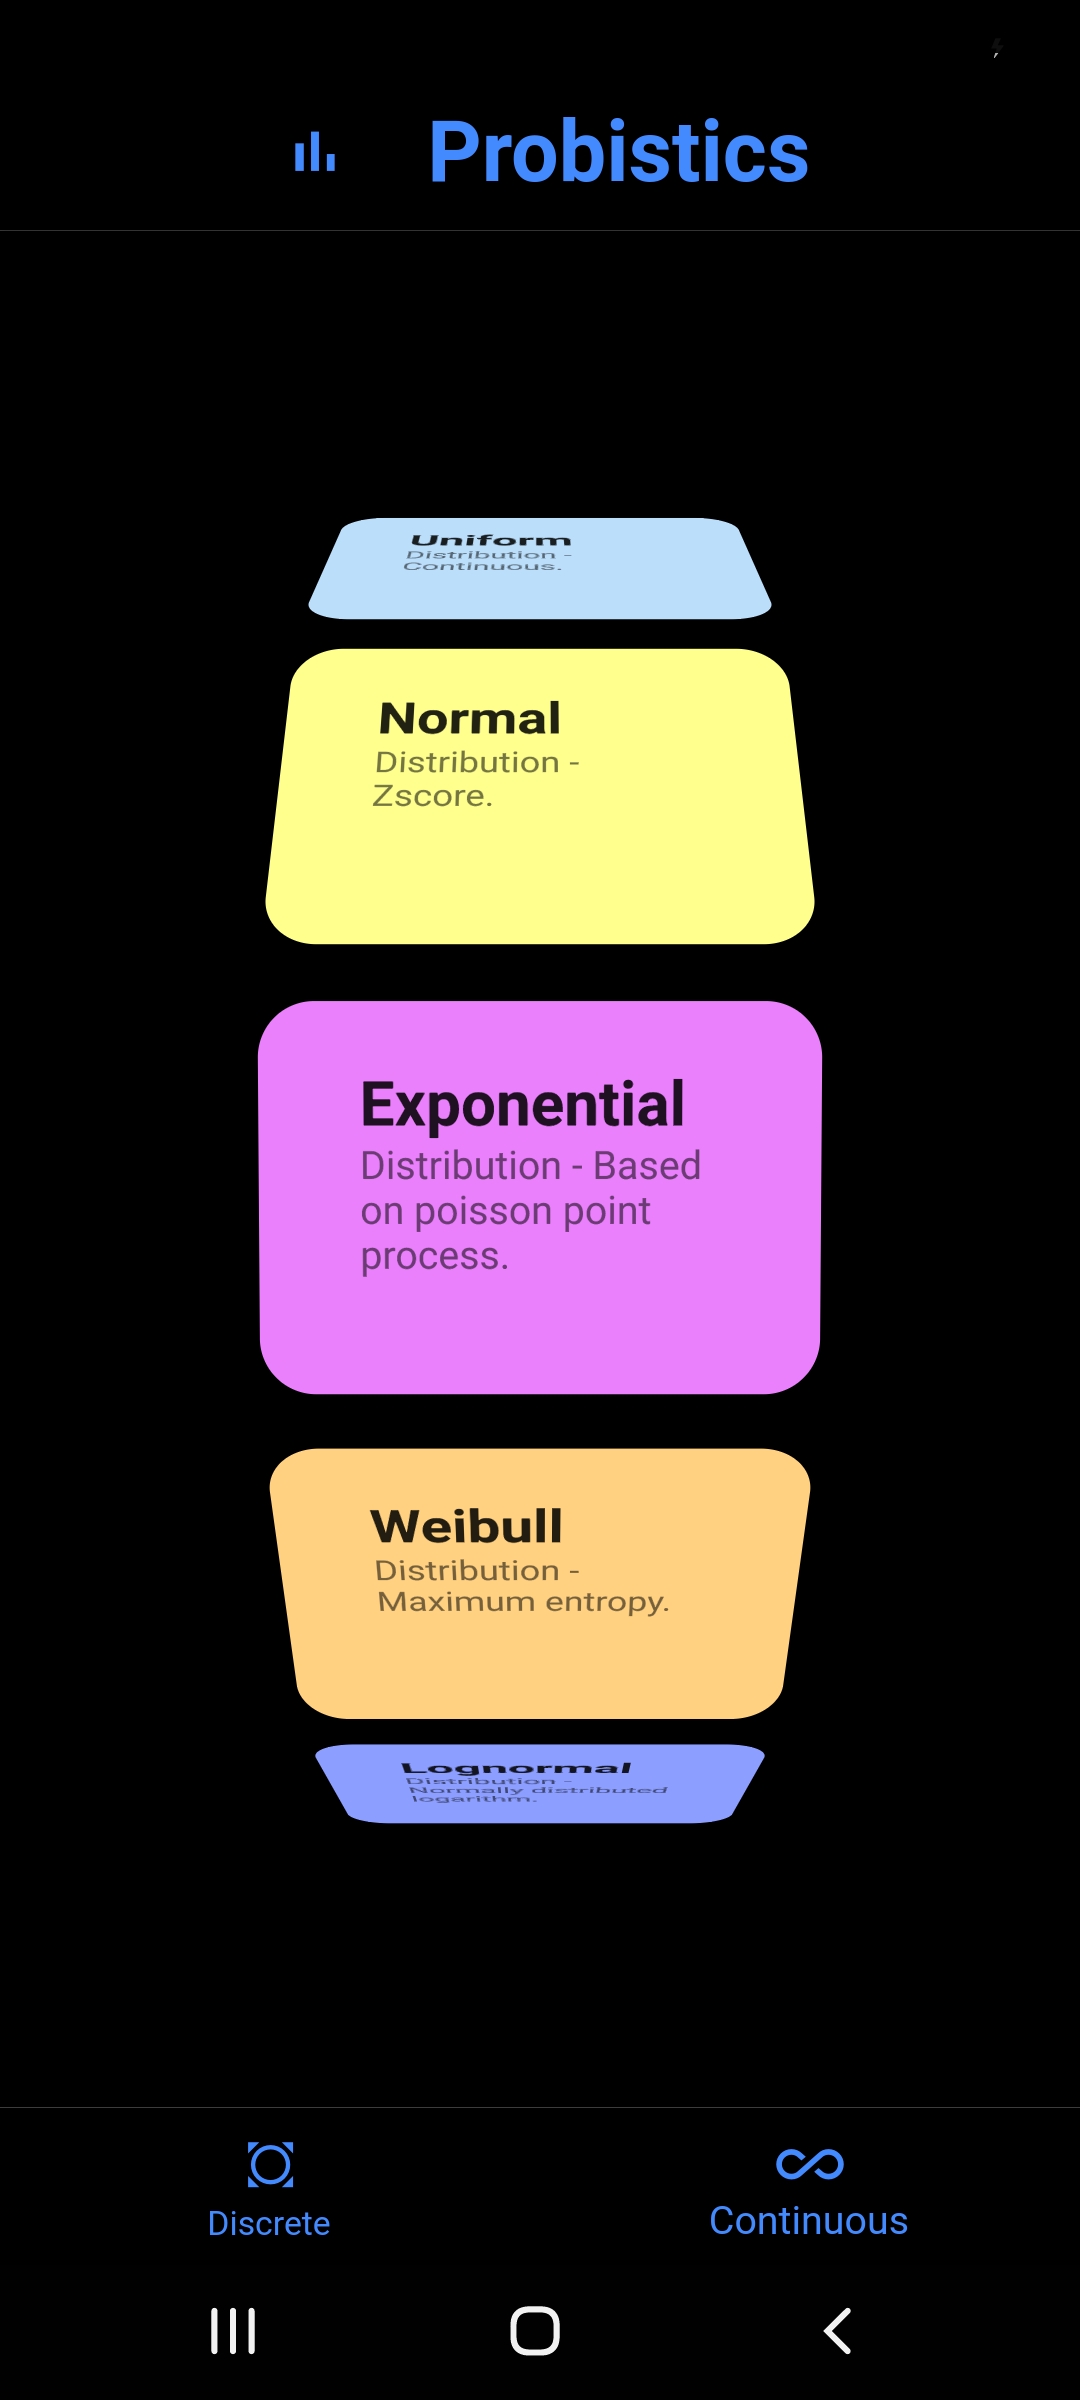 Probistics
Uniform
Distribution -
Continuous.
Normal
Distribution -
Zscore.
Exponential
Distribution - Based
on poisson point
process.
Weibull
Distribution -
Maximum entropy.
Lognormal
Distribution -
Normally distributed
logarithm.
Discrete
Continuous